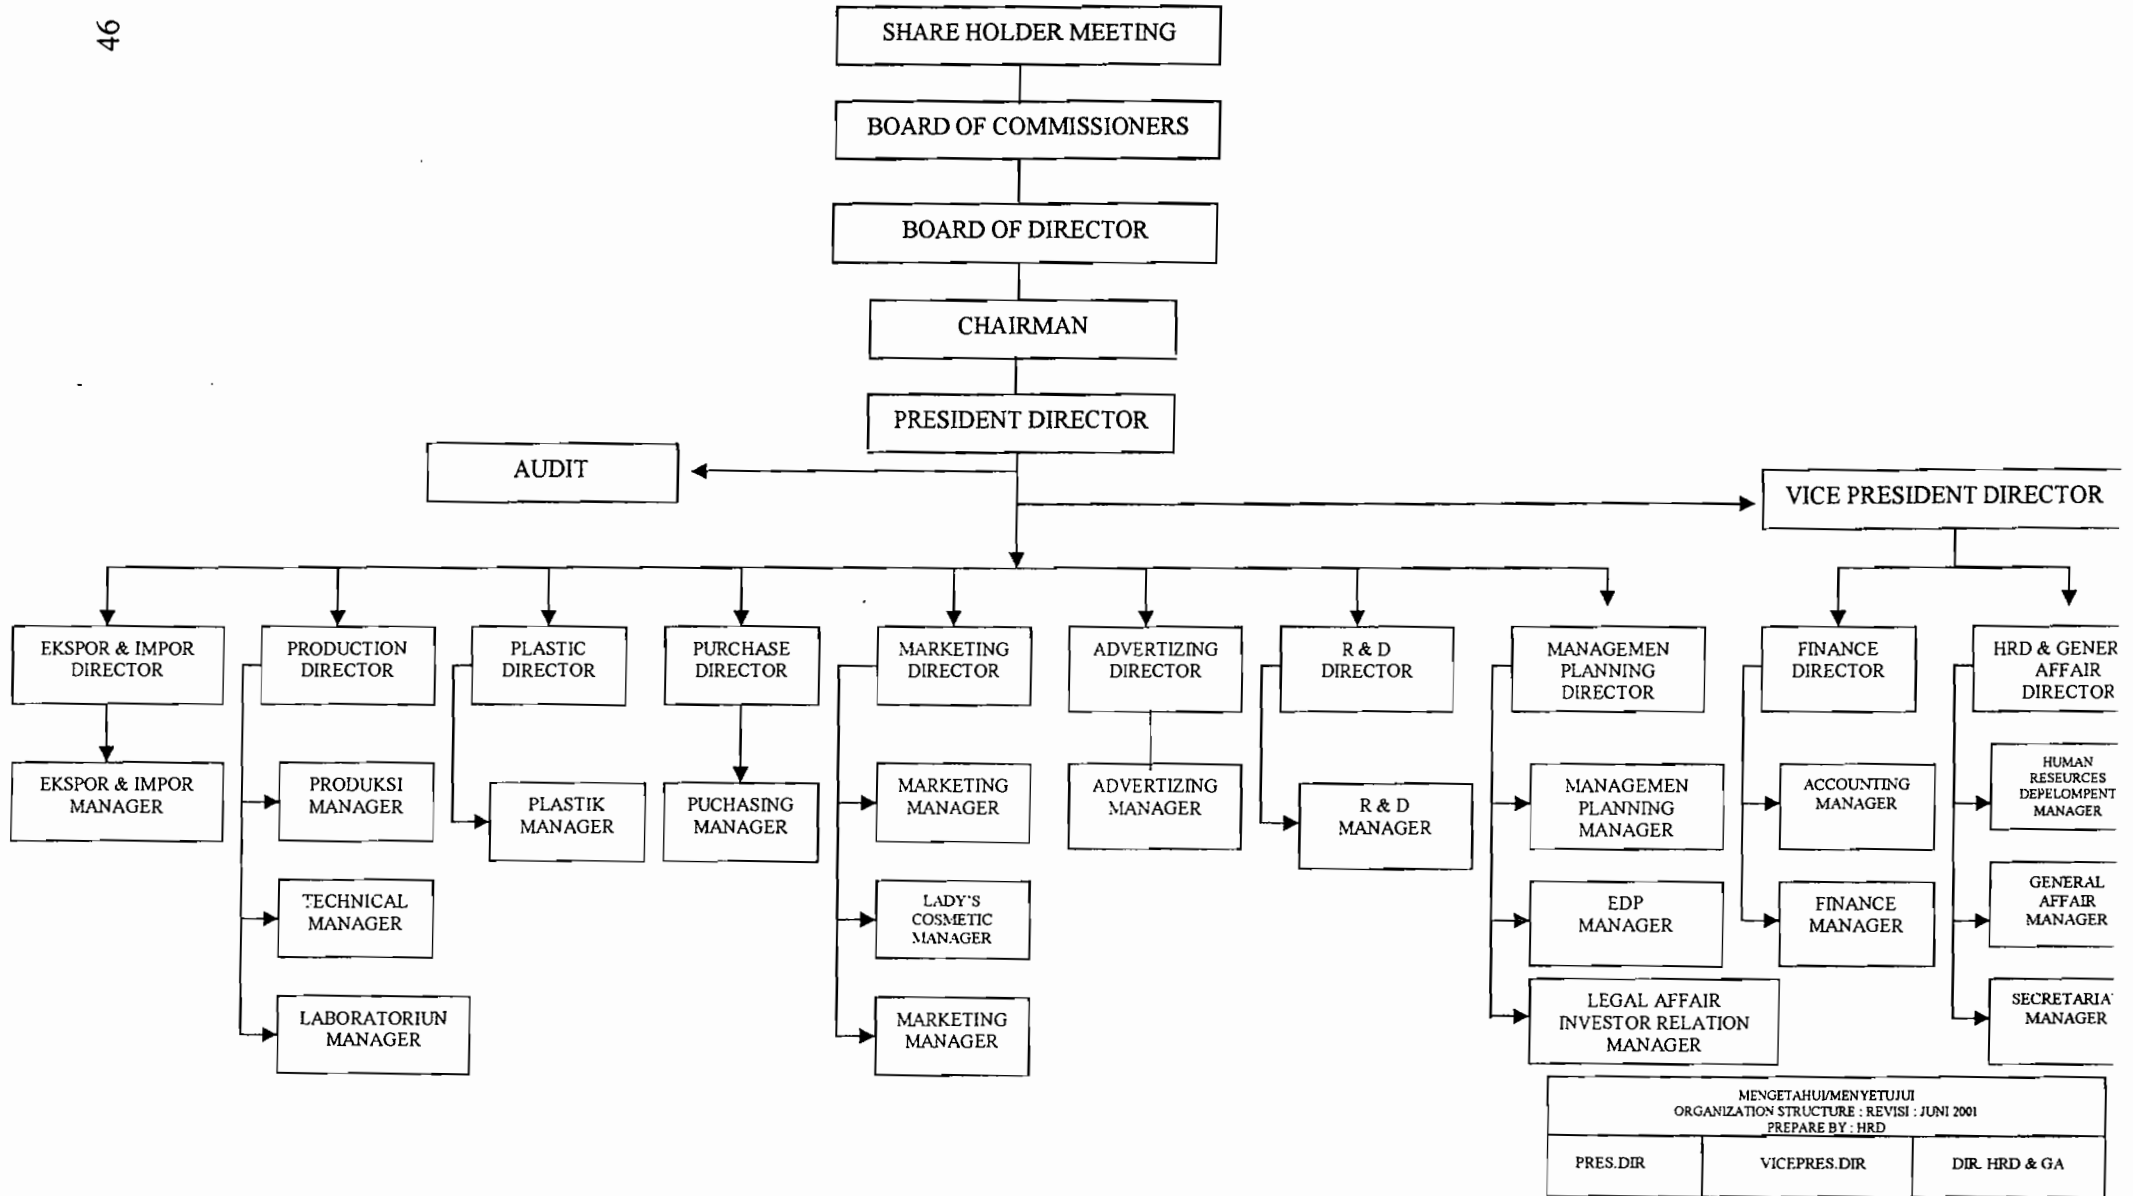 46
SHARE HOLDER MEETING
BOARD OF COMMISSIONERS
BOARD OF DIRECTOR
CHAIRMAN
PRESIDENT DIRECTOR
AUDIT
VICE PRESIDENT DIRECTOR
EKSPOR & IMPOR
DIRECTOR
PRODUCTION
DIRECTOR
PLASTIC
DIRECTOR
PURCHASE
DIRECTOR
MARKETING
DIRECTOR
ADVERTIZING
DIRECTOR
R & D
DIRECTOR
MANAGEMEN
PLANNING
DIRECTOR
FINANCE
DIRECTOR
HRD & GENER
AFFAIR
DIRECTOR
EKSPOR & IMPOR
MANAGER
PRODUKSI
MANAGER
PLASTIK
MANAGER
PUCHASING
MANAGER
MARKETING
MANAGER
ADVERTIZING
MANAGER
R & D
MANAGER
MANAGEMEN
PLANNING
MANAGER
ACCOUNTING
MANAGER
HUMAN
RESEURCES
DEPELOMPENT
MANAGER
TECHNICAL
MANAGER
LADY'S
COSMETIC
MANAGER
EDP
MANAGER
FINANCE
MANAGER
GENERAL
AFFAIR
MANAGER
LABORATORIUN
MANAGER
MARKETING
MANAGER
LEGAL AFFAIR
INVESTOR RELATION
MANAGER
SECRETARIA
MANAGER
MENGETAHUI/MENYETUJUI
ORGANIZATION STRUCTURE : REVISI : JUNI 2001
PREPARE BY : HRD
PRES.DIR
VICEPRES.DIR
DIR. HRD & GA